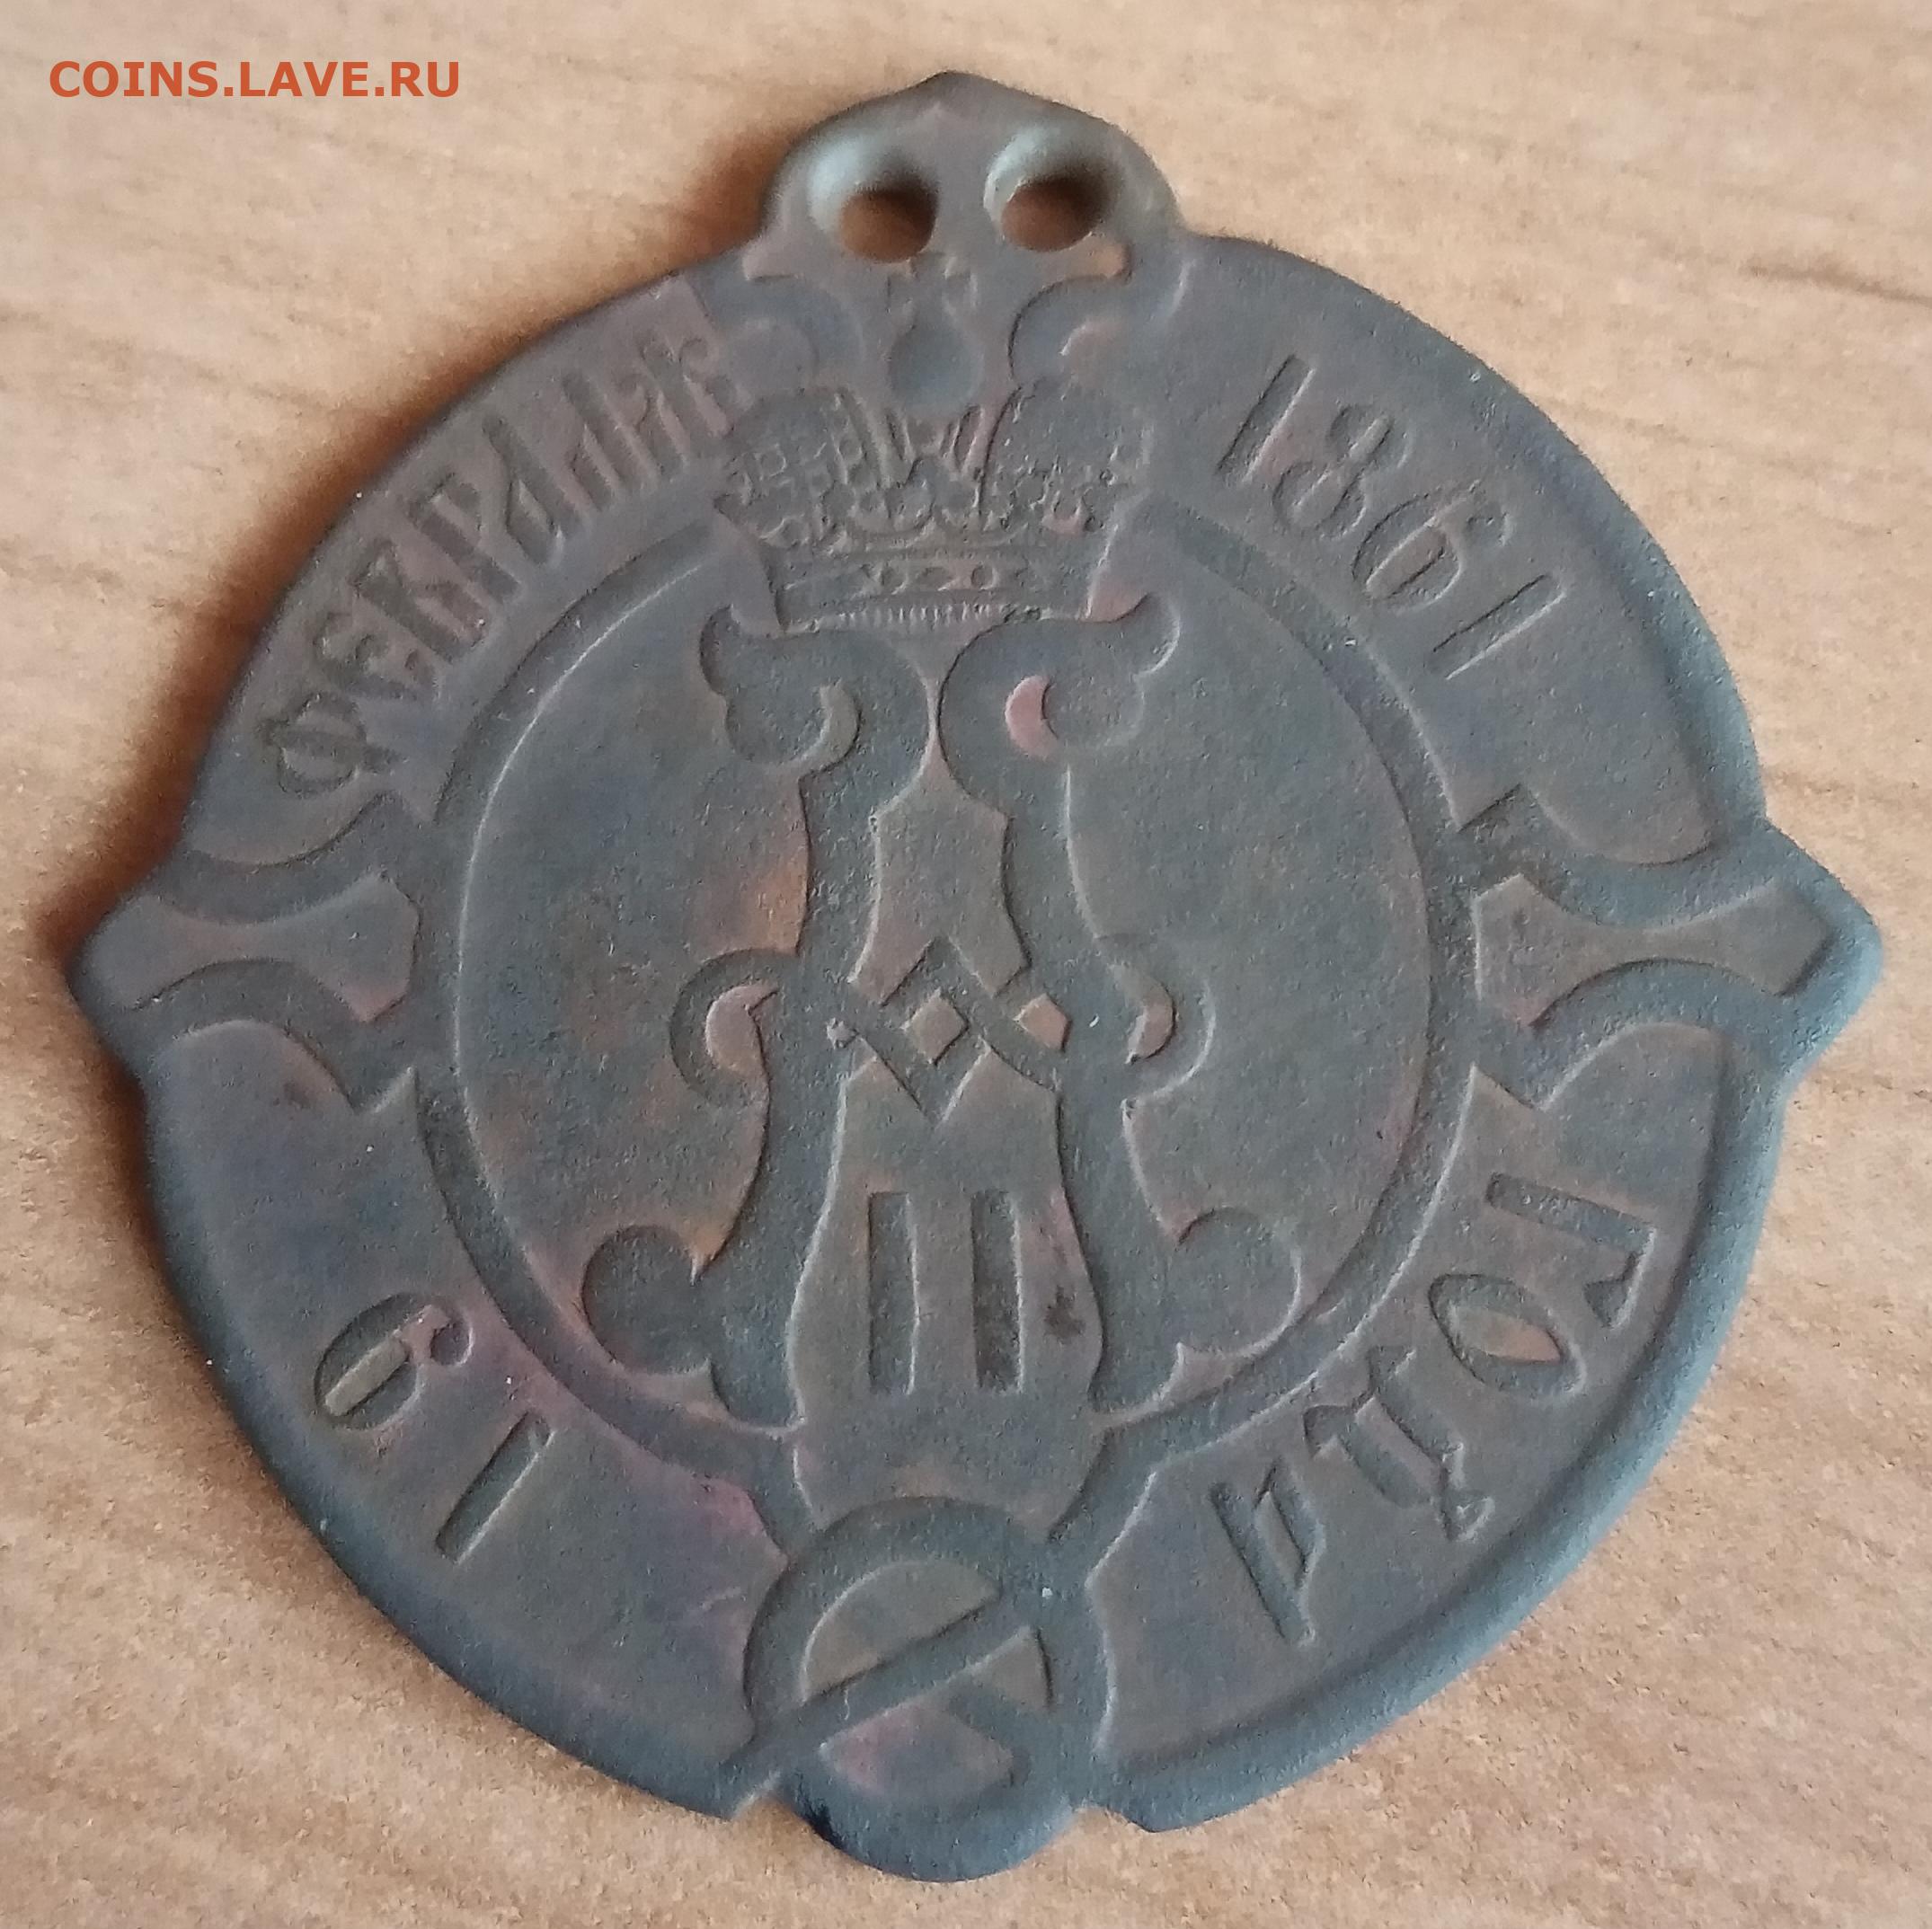 COINS.LAVE.RU
19
ФЕВРАЛЯ
1861
ГОДА
А II